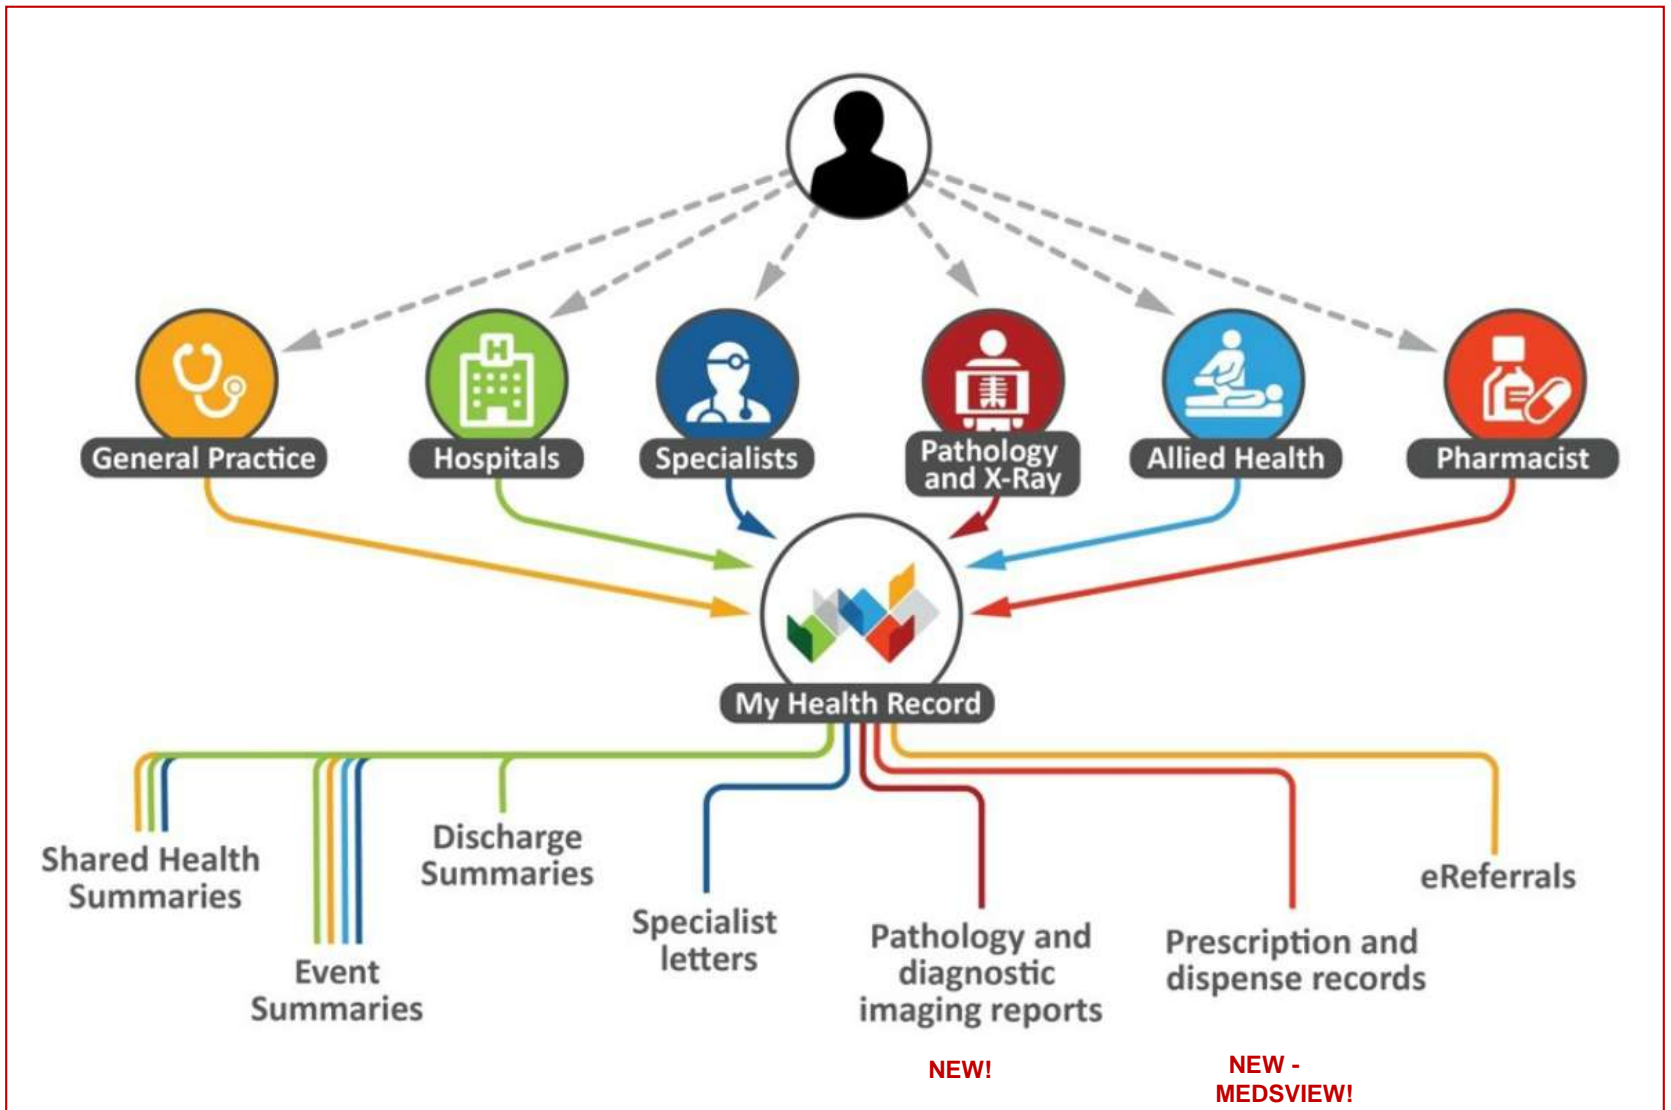 H
General Practice
Hospitals
Specialists
Pathology
and X-Ray
Allied Health
Pharmacist
My Health Record
Shared Health
Summaries
Event
Summaries
Discharge
Summaries
Specialist
letters
Pathology and
diagnostic
imaging reports
NEW!
Prescription and
dispense records
NEW -
MEDSVIEW!
eReferrals